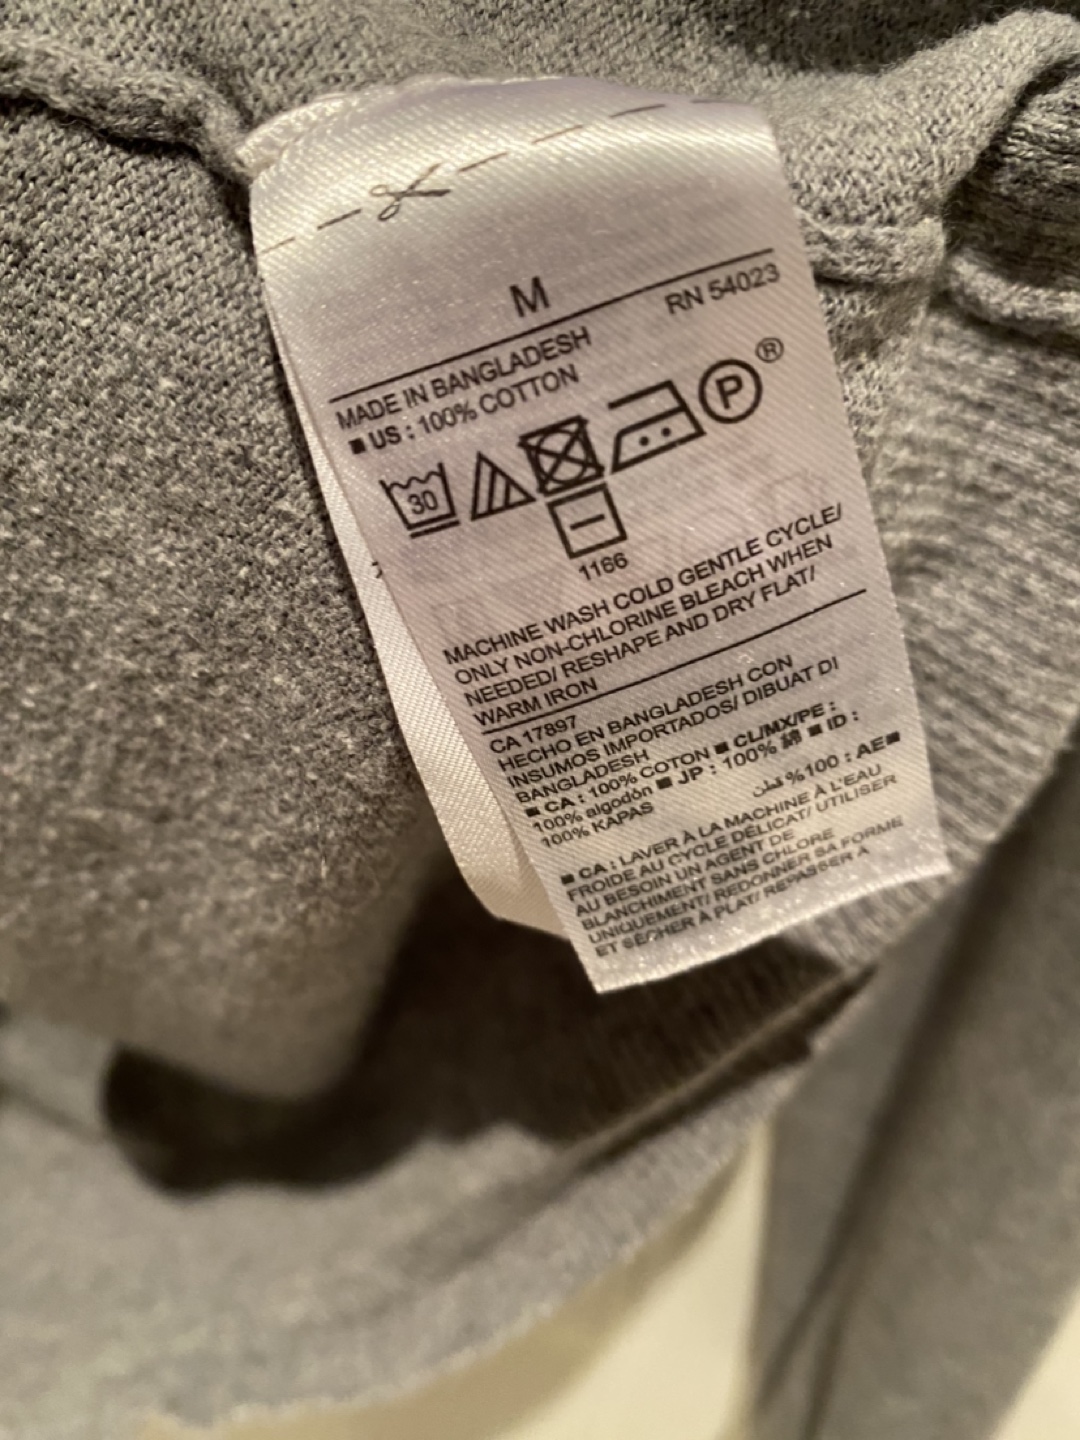 M
RN 54023
MADE IN BANGLADESH
■ US : 100% COTTON
30
P ®
1166
MACHINE WASH COLD GENTLE CYCLE/
ONLY NON-CHLORINE BLEACH WHEN
NEEDED/ RESHAPE AND DRY FLAT/
WARM IRON
CA 17897
HECHO EN BANGLADESH CON
INSUMOS IMPORTADOS/ DIBUAT DI
BANGLADESH
■ CA : 100% COTON ■ CL/MX/PE :
100% algodón ■ JP : 100% 綿 ■ ID :
100% KAPAS
■AE : 100% قطن
■ CA : LAVER À LA MACHINE À L'EAU
FROIDE AU CYCLE DÉLICAT/ UTILISER
AU BESOIN UN AGENT DE
BLANCHIMENT SANS CHLORE
UNIQUEMENT/ REDONNER SA FORME
ET SÉCHER À PLAT/ REPASSER À